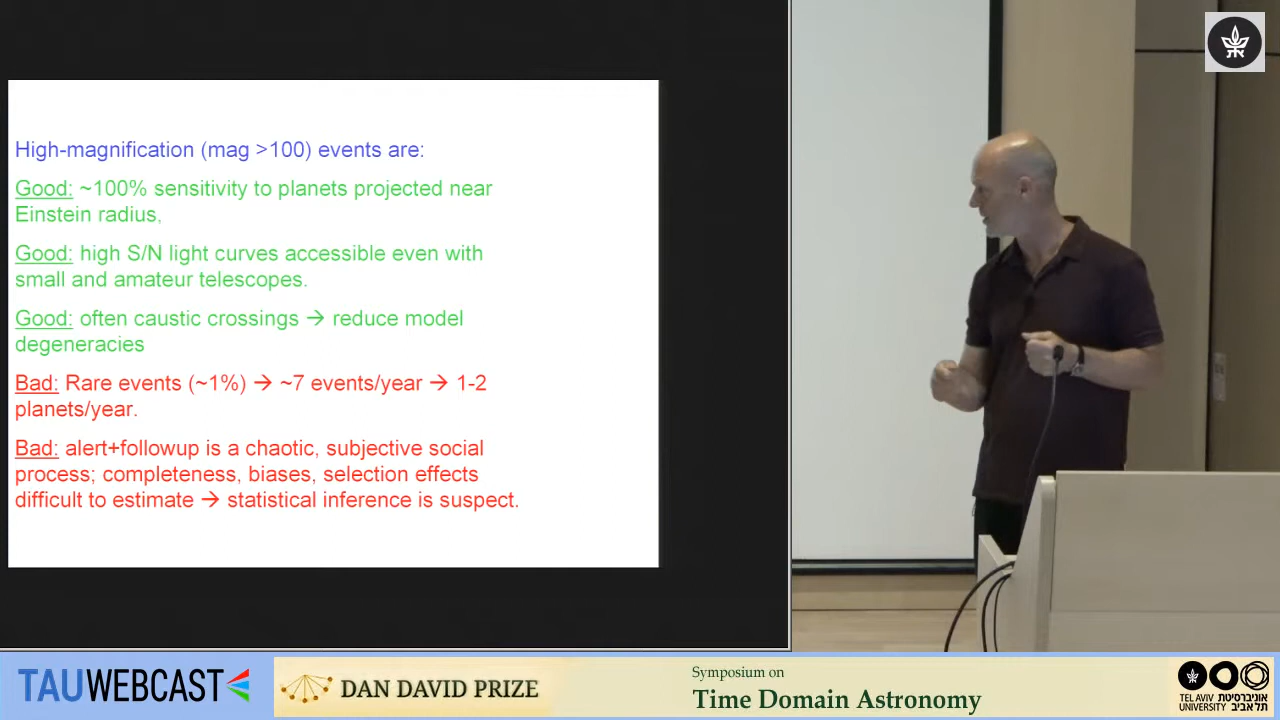 High-magnification (mag >100) events are:
Good: ~100% sensitivity to planets projected near
Einstein radius,
Good: high S/N light curves accessible even with
small and amateur telescopes.
Good: often caustic crossings → reduce model
degeneracies
Bad: Rare events (~1%) → ~7 events/year → 1-2
planets/year.
Bad: alert+followup is a chaotic, subjective social
process; completeness, biases, selection effects
difficult to estimate → statistical inference is suspect.
TAUWEBCAST
DAN DAVID PRIZE
Symposium on
Time Domain Astronomy
TEL AVIV אוניברסיטת
UNIVERSITY תל אביב